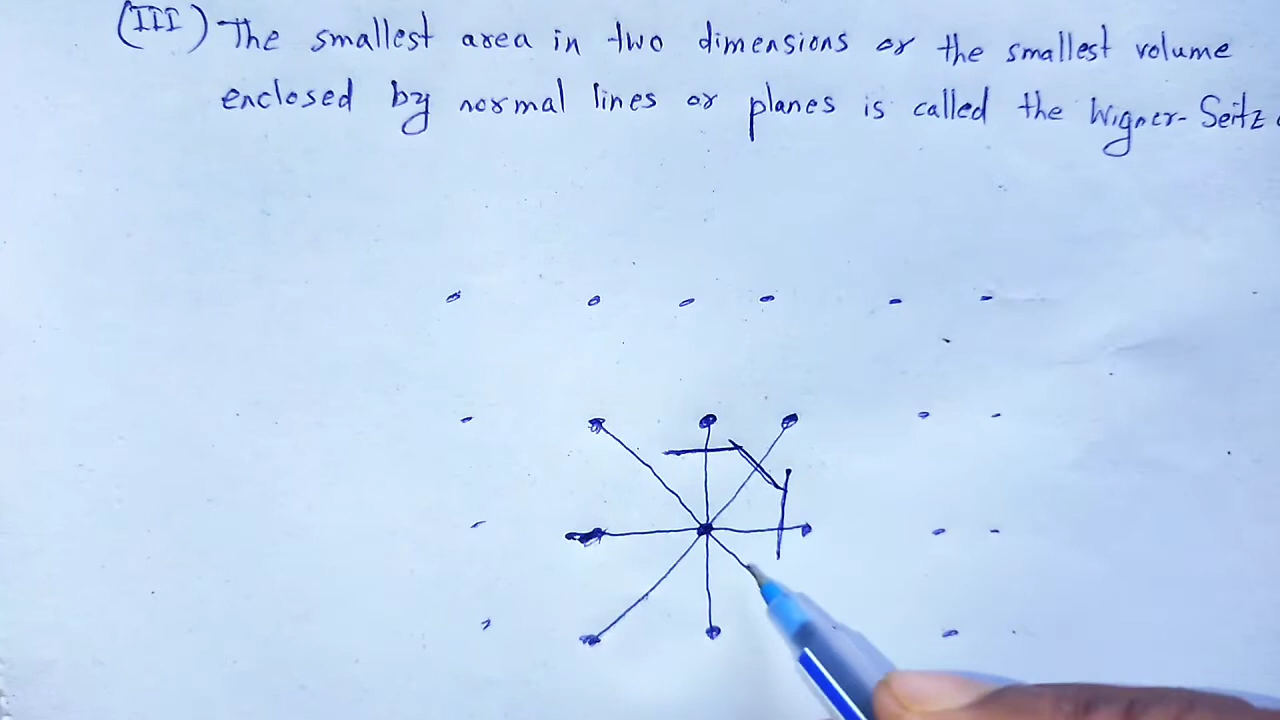 (III) The smallest area in two dimensions or the smallest volume
enclosed by normal lines or planes is called the Wigner-Seitz